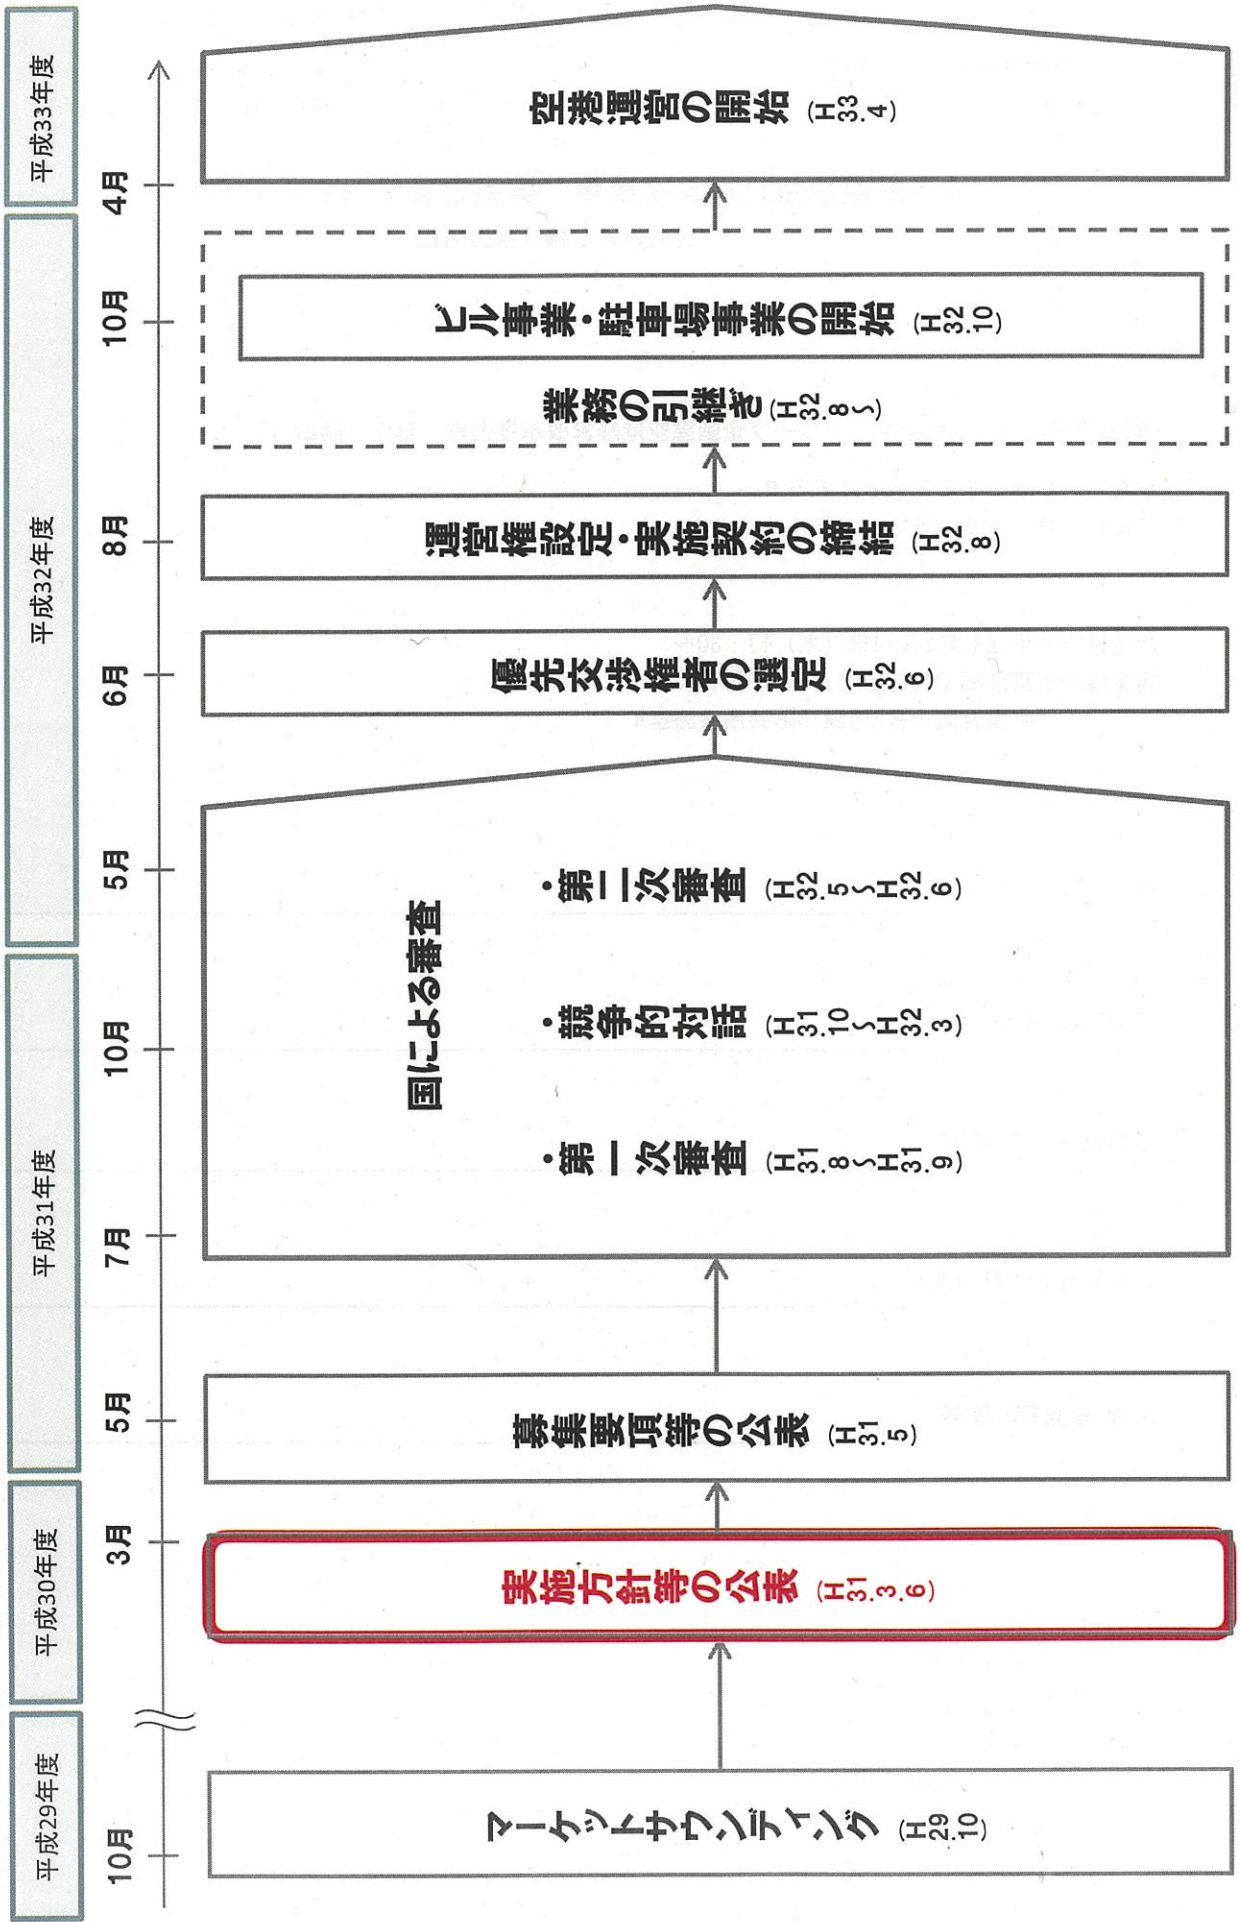 平成29年度
平成30年度
平成31年度
平成32年度
平成33年度
10月
3月
5月
7月
10月
5月
6月
8月
10月
4月
マーケットサウンディング (H29.10)
実施方針等の公表 (H31.3.6)
募集要項等の公表 (H31.5)
国による審査
・第一次審査 (H31.8〜H31.9)
・競争的対話 (H31.10〜H32.3)
・第二次審査 (H32.5〜H32.6)
優先交渉権者の選定 (H32.6)
運営権設定・実施契約の締結 (H32.8)
業務の引継ぎ(H32.8〜)
ビル事業・駐車場事業の開始 (H32.10)
空港運営の開始 (H33.4)